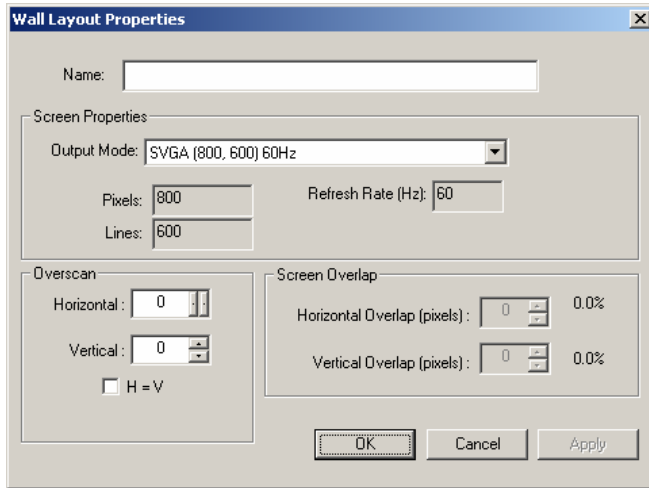 Wall Layout Properties
Name:
Screen Properties
Output Mode: SVGA (800, 600) 60Hz
Pixels: 800 Refresh Rate (Hz): 60
Lines: 600
Overscan
Horizontal : 0
Vertical : 0
H = V
Screen Overlap
Horizontal Overlap (pixels) : 0 0.0%
Vertical Overlap (pixels) : 0 0.0%
OK Cancel Apply